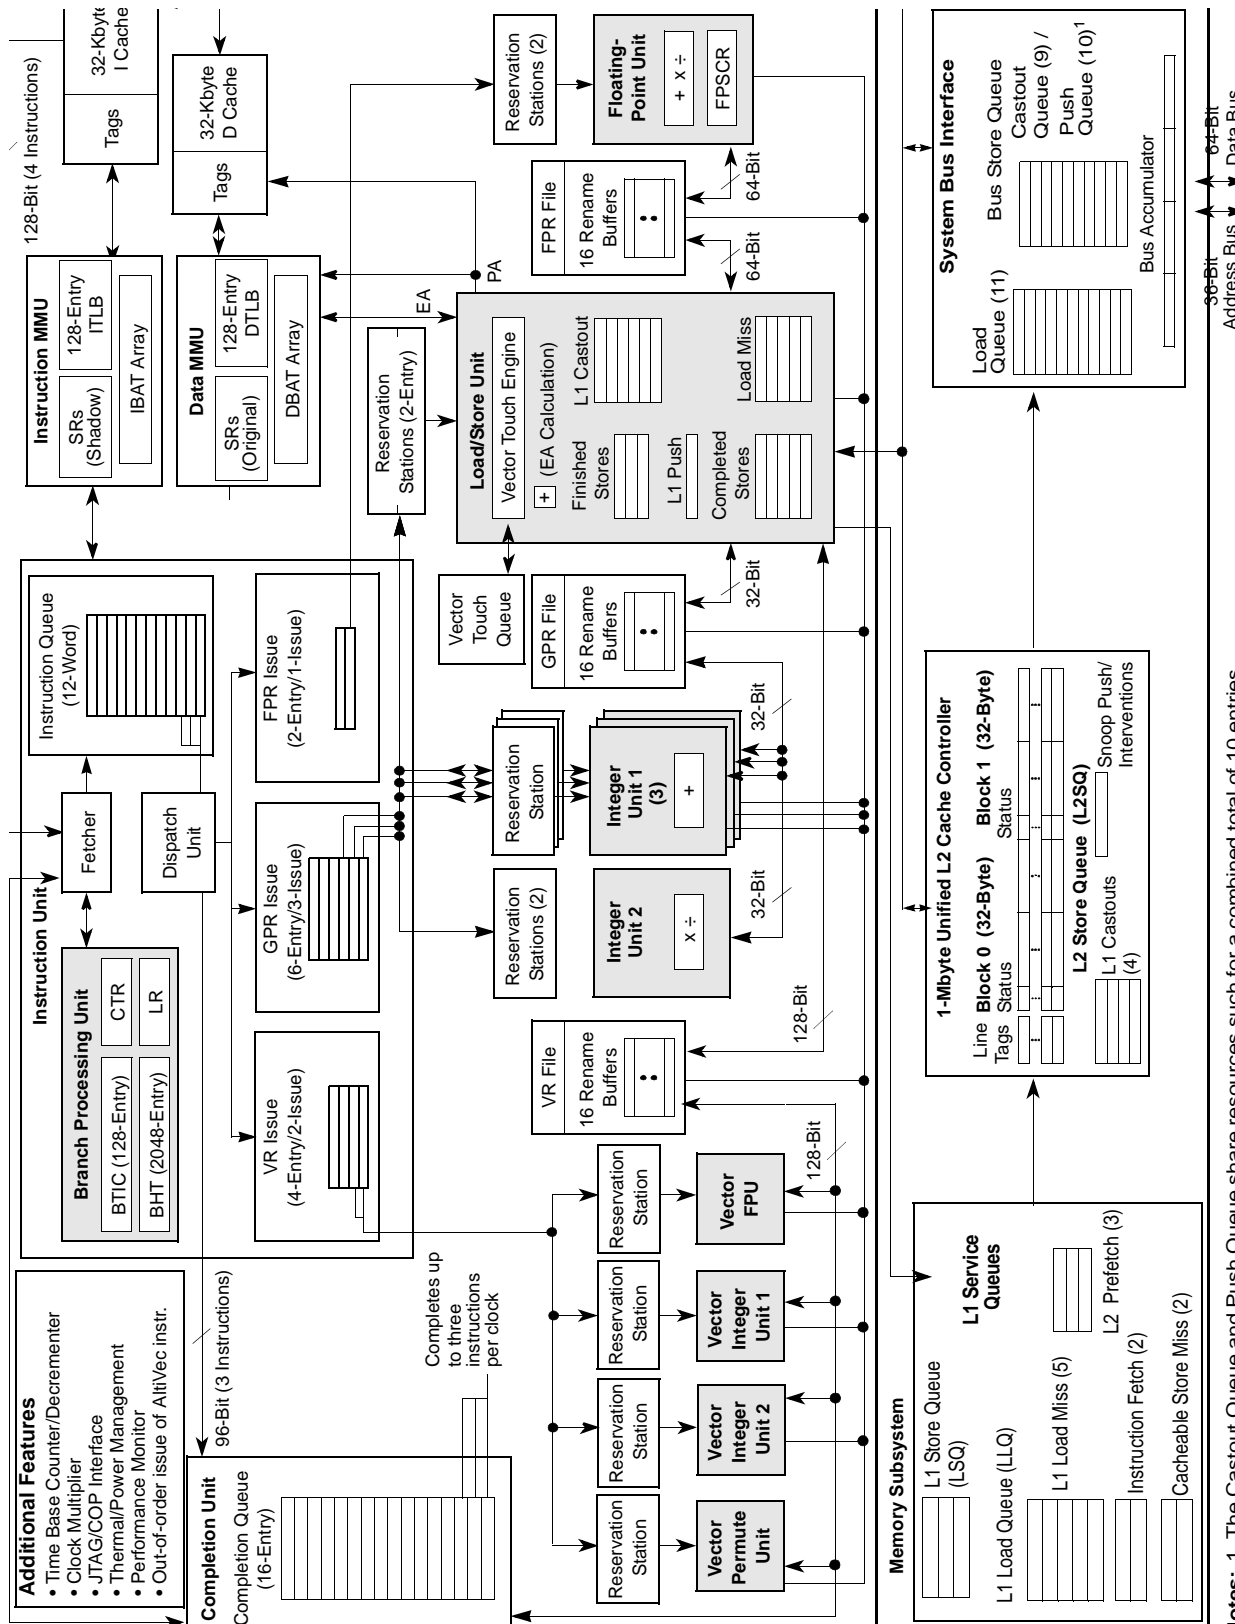 Additional Features
• Time Base Counter/Decrementer
• Clock Multiplier
• JTAG/COP Interface
• Thermal/Power Management
• Performance Monitor
• Out-of-order issue of AltiVec instr.
96-Bit (3 Instructions)
Instruction Unit
Branch Processing Unit
BTIC (128-Entry)
CTR
BHT (2048-Entry)
LR
Fetcher
Dispatch
Unit
Instruction Queue
(12-Word)
VR Issue
(4-Entry/2-Issue)
GPR Issue
(6-Entry/3-Issue)
FPR Issue
(2-Entry/1-Issue)
Instruction MMU
SRs
(Shadow)
128-Entry
ITLB
IBAT Array
128-Bit (4 Instructions)
Tags
32-Kbyte
I Cache
Data MMU
SRs
(Original)
128-Entry
DTLB
DBAT Array
Tags
32-Kbyte
D Cache
EA
PA
Completion Unit
Completion Queue
(16-Entry)
Completes up
to three
instructions
per clock
Reservation
Stations (2-Entry)
Vector
Touch
Queue
Load/Store Unit
Vector Touch Engine
+
(EA Calculation)
Finished
Stores
L1 Castout
L1 Push
Completed
Stores
Load Miss
Reservation
Station
Reservation
Station
Reservation
Station
Reservation
Station
Vector
Permute
Unit
Vector
Integer
Unit 2
Vector
Integer
Unit 1
Vector
FPU
VR File
16 Rename
Buffers
128-Bit
128-Bit
Reservation
Stations (2)
Integer
Unit 2
x ÷
Reservation
Station
Integer
Unit 1
(3)
+
32-Bit
32-Bit
GPR File
16 Rename
Buffers
32-Bit
FPR File
16 Rename
Buffers
64-Bit
64-Bit
Reservation
Stations (2)
Floating-
Point Unit
+ x ÷
FPSCR
Memory Subsystem
L1 Store Queue
(LSQ)
L1 Load Queue (LLQ)
L1 Load Miss (5)
Instruction Fetch (2)
Cacheable Store Miss (2)
L1 Service
Queues
L2 Prefetch (3)
1-Mbyte Unified L2 Cache Controller
Line
Tags
Block 0 (32-Byte)
Status
Block 1 (32-Byte)
Status
L2 Store Queue (L2SQ)
L1 Castouts
(4)
Snoop Push/
Interventions
System Bus Interface
Load
Queue (11)
Bus Store Queue
Castout
Queue (9) /
Push
Queue (10)1
Bus Accumulator
36-Bit
Address Bus
64-Bit
Data Bus
1. The Castout Queue and Push Queue share resources such for a combined total of 10 entries